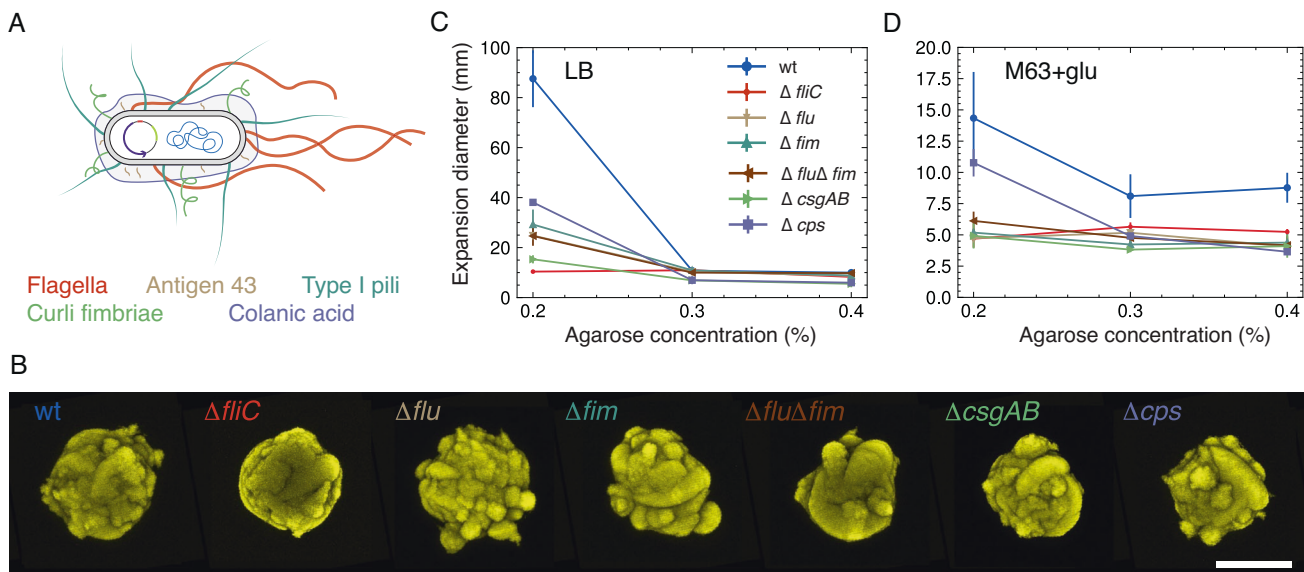 A
Flagella Antigen 43 Type I pili
Curli fimbriae Colanic acid
C
LB
Expansion diameter (mm)
100
80
60
40
20
0
wt
Δ fliC
Δ flu
Δ fim
Δ fluΔ fim
Δ csgAB
Δ cps
0.2 0.3 0.4
Agarose concentration (%)
D
M63+glu
20.0
17.5
15.0
12.5
10.0
7.5
5.0
2.5
0.0
0.2 0.3 0.4
Agarose concentration (%)
B
wt ΔfliC Δflu Δfim ΔfluΔfim ΔcsgAB Δcps